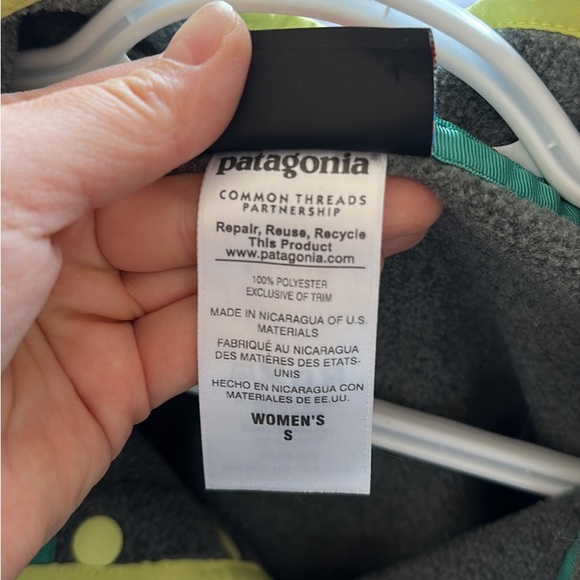 patagonia®
COMMON THREADS
PARTNERSHIP
Repair, Reuse, Recycle
This Product
www.patagonia.com
100% POLYESTER
EXCLUSIVE OF TRIM
MADE IN NICARAGUA OF U.S.
MATERIALS
FABRIQUÉ AU NICARAGUA
DES MATIÈRES DES ETATS-
UNIS
HECHO EN NICARAGUA CON
MATERIALES DE EE.UU.
WOMEN'S
S